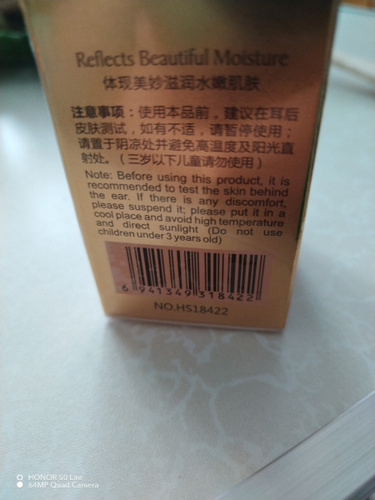 Reflects Beautiful Moisture
体现美妙滋润水嫩肌肤
注意事项：使用本品前，建议在耳后
皮肤测试，如有不适，请暂停使用；
请置于阴凉处并避免高温度及阳光直
射处。（三岁以下儿童请勿使用）
Note: Before using this product, it is
recommended to test the skin behind
the ear. If there is any discomfort,
please suspend it; please put it in a
cool place and avoid high temperature
and direct sunlight (Do not use
children under 3 years old)
6 941349 318422
NO.HS18422
HONOR 50 Lite
64MP Quad Camera